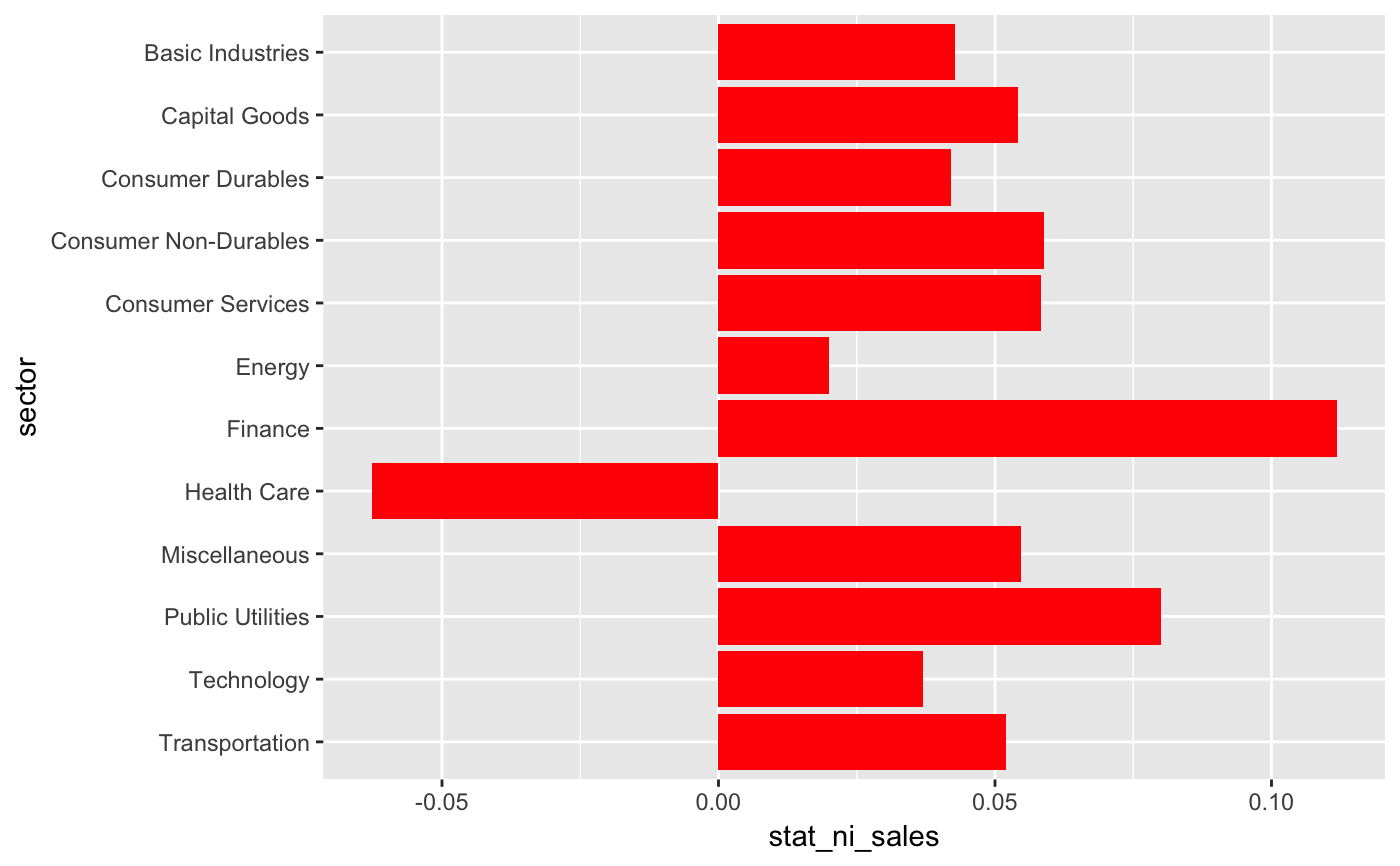 Basic Industries
Capital Goods
Consumer Durables
Consumer Non-Durables
Consumer Services
Energy
Finance
Health Care
Miscellaneous
Public Utilities
Technology
Transportation
sector
-0.05 0.00 0.05 0.10
stat_ni_sales